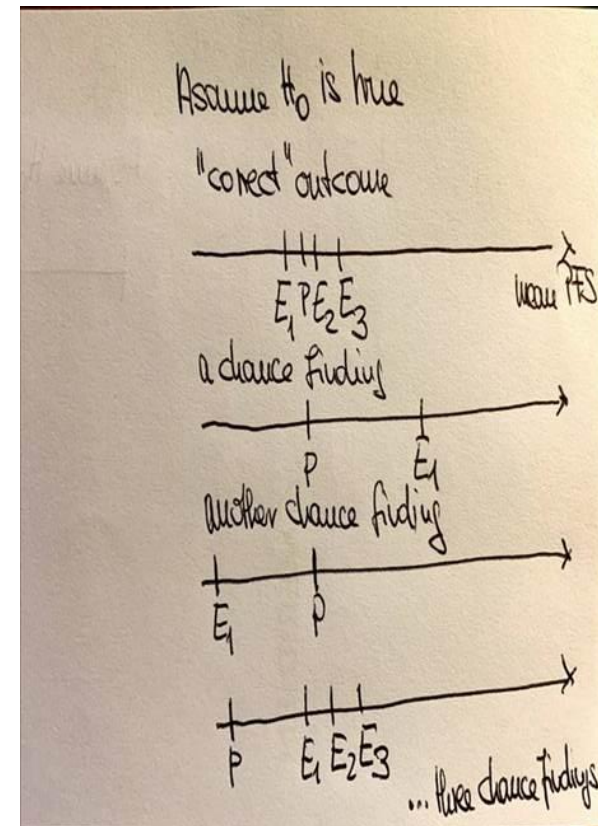 Assume H0 is true
"corect" outcome
E1 P E2 E3
mean PFS
a chance finding
P E1
another chance finding
E1 P
P E1 E2 E3
... three chance findings